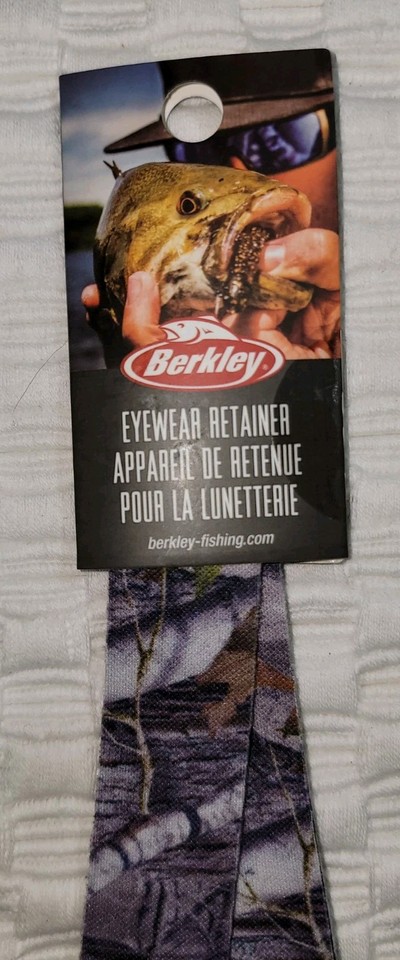 Berkley®
EYEWEAR RETAINER
APPAREIL DE RETENUE
POUR LA LUNETTERIE
berkley-fishing.com